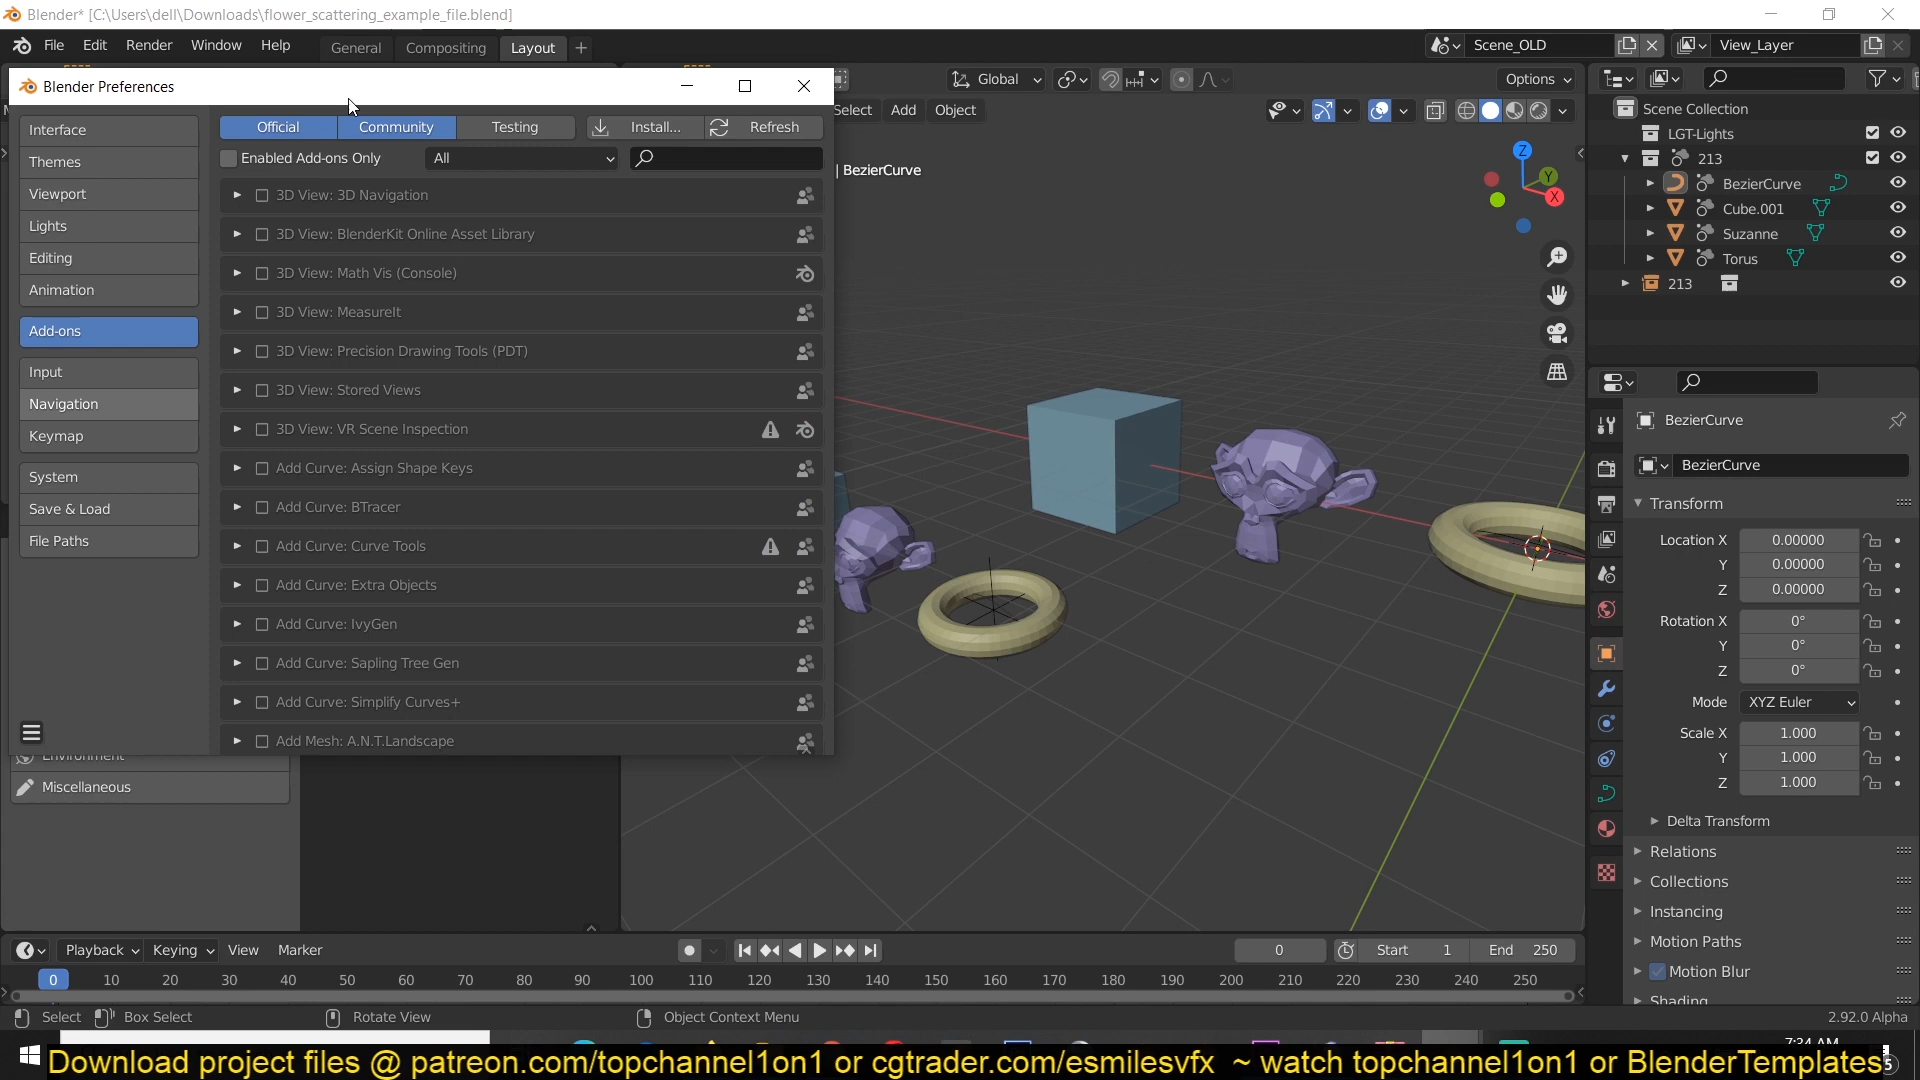 Blender* [C:\Users\dell\Downloads\flower_scattering_example_file.blend]
File Edit Render Window Help General Compositing Layout + Scene_OLD View_Layer
Blender Preferences
Global Options
Select Add Object
Official Community Testing Install... Refresh
Enabled Add-ons Only All
Interface
Themes
Viewport
Lights
Editing
Animation
Add-ons
Input
Navigation
Keymap
System
Save & Load
File Paths
3D View: 3D Navigation
3D View: BlenderKit Online Asset Library
3D View: Math Vis (Console)
3D View: MeasureIt
3D View: Precision Drawing Tools (PDT)
3D View: Stored Views
3D View: VR Scene Inspection
Add Curve: Assign Shape Keys
Add Curve: BTracer
Add Curve: Curve Tools
Add Curve: Extra Objects
Add Curve: IvyGen
Add Curve: Sapling Tree Gen
Add Curve: Simplify Curves+
Add Mesh: A.N.T.Landscape
Miscellaneous
| BezierCurve
Z
Y
X
Scene Collection
LGT-Lights
213
BezierCurve
Cube.001
Suzanne
Torus
213
BezierCurve
BezierCurve
Transform
Location X 0.00000
Y 0.00000
Z 0.00000
Rotation X 0°
Y 0°
Z 0°
Mode XYZ Euler
Scale X 1.000
Y 1.000
Z 1.000
Delta Transform
Relations
Collections
Instancing
Motion Paths
Motion Blur
Shading
Playback Keying View Marker 0 Start 1 End 250
0 10 20 30 40 50 60 70 80 90 100 110 120 130 140 150 160 170 180 190 200 210 220 230 240 250
Select Box Select Rotate View Object Context Menu 2.92.0 Alpha
7:34 AM
Download project files @ patreon.com/topchannel1on1 or cgtrader.com/esmilesvfx ~ watch topchannel1on1 or BlenderTemplates